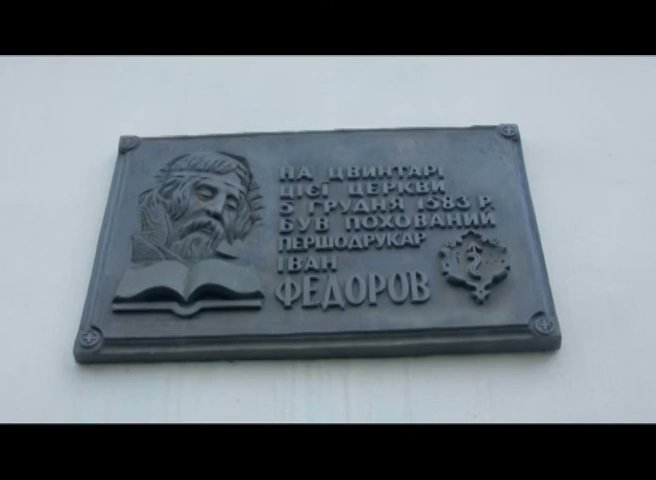 НА ЦВИНТАРІ
ЦІЄЇ ЦЕРКВИ
5 ГРУДНЯ 1583 Р.
БУВ ПОХОВАНИЙ
ПЕРШОДРУКАР
ІВАН
ФЕДОРОВ